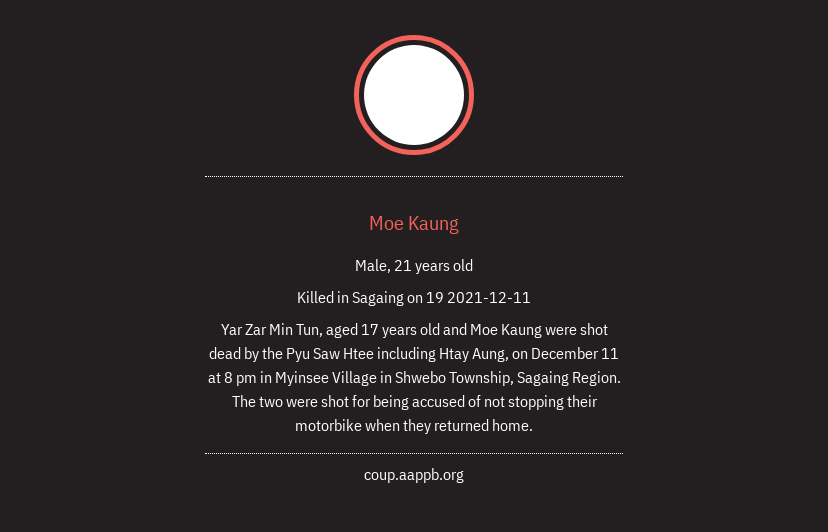 Moe Kaung
Male, 21 years old
Killed in Sagaing on 19 2021-12-11
Yar Zar Min Tun, aged 17 years old and Moe Kaung were shot
dead by the Pyu Saw Htee including Htay Aung, on December 11
at 8 pm in Myinsee Village in Shwebo Township, Sagaing Region.
The two were shot for being accused of not stopping their
motorbike when they returned home.
coup.aappb.org